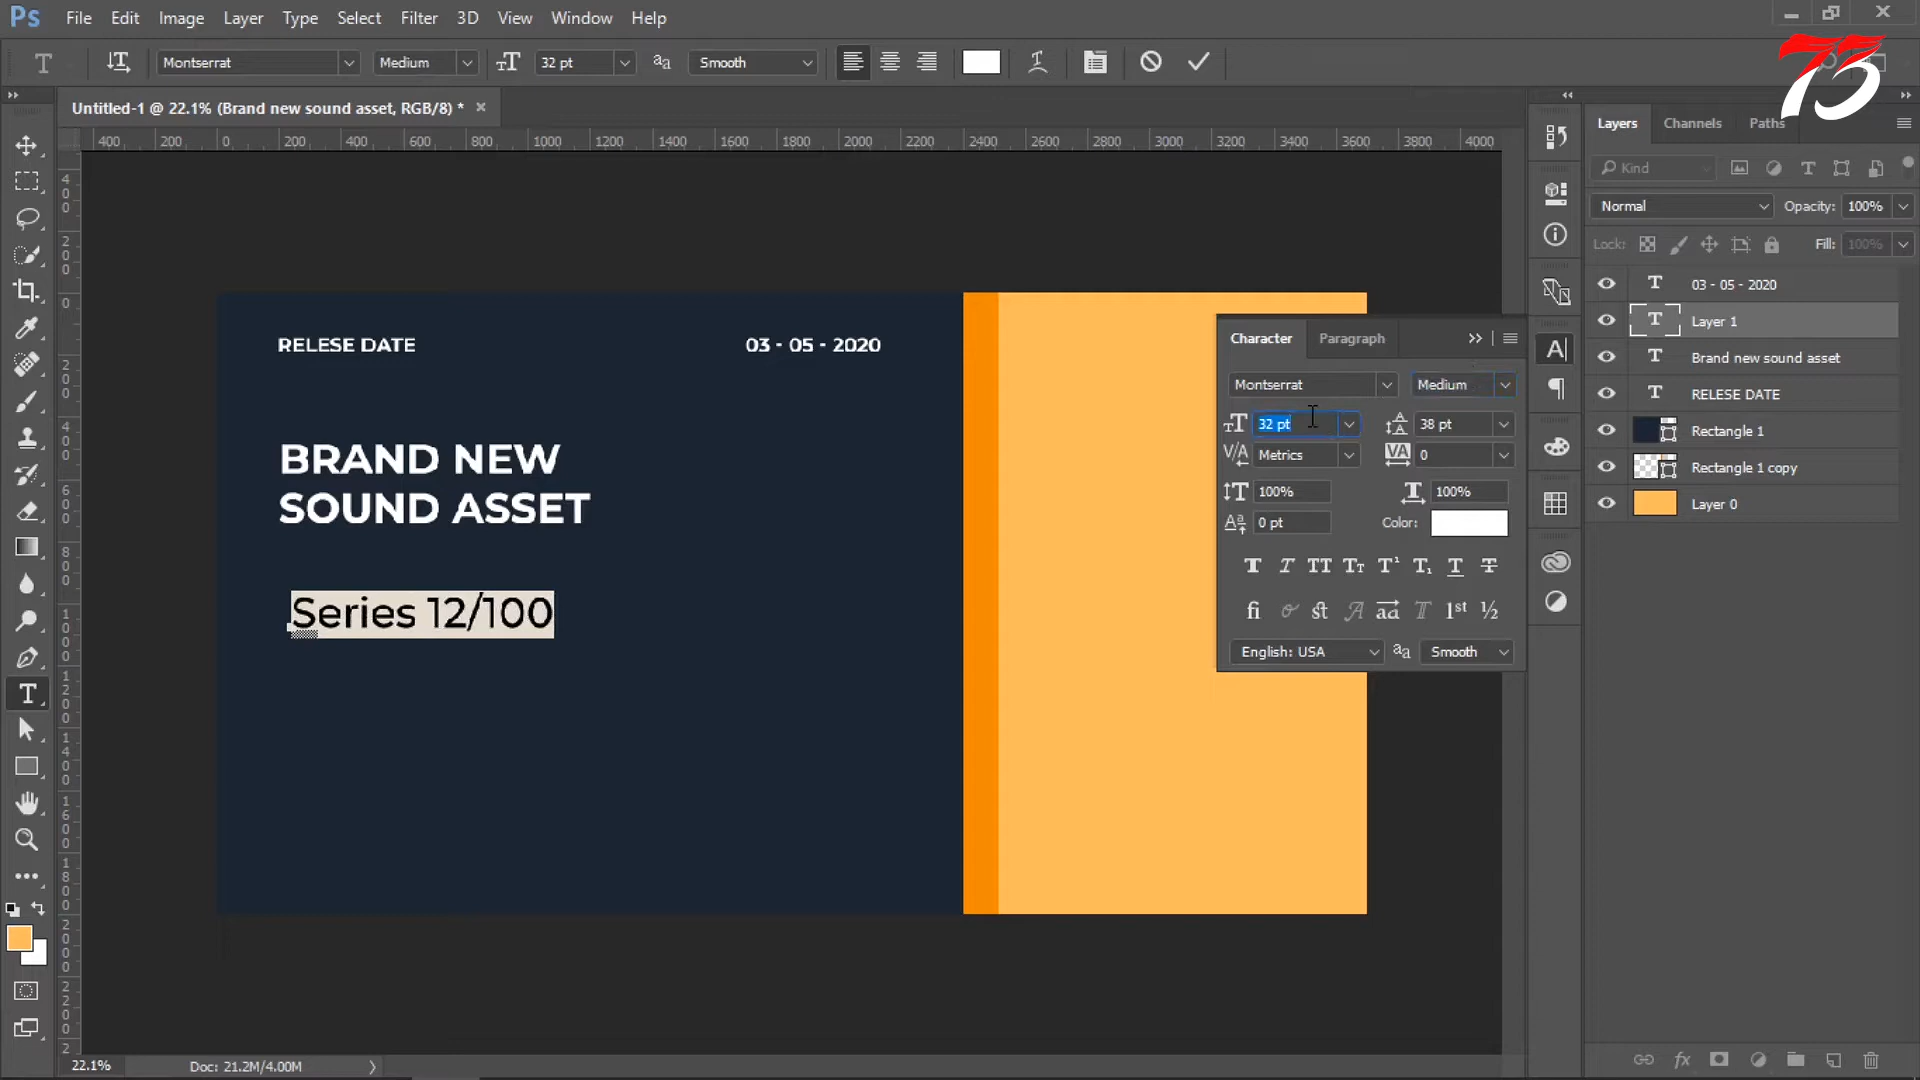 Ps File Edit Image Layer Type Select Filter 3D View Window Help
T Montserrat Medium 32 pt Smooth
Untitled-1 @ 22.1% (Brand new sound asset, RGB/8) *
400 200 0 200 400 600 800 1000 1200 1400 1600 1800 2000 2200 2400 2600 2800 3000 3200 3400 3600 3800 4000
RELESE DATE 03 - 05 - 2020
BRAND NEW
SOUND ASSET
Series 12/100
Character Paragraph
Montserrat Medium
32 pt 38 pt
Metrics 0
100% 100%
0 pt Color:
English: USA Smooth
Layers Channels Paths
Kind
Normal Opacity: 100%
Lock: Fill: 100%
03 - 05 - 2020
Layer 1
Brand new sound asset
RELESE DATE
Rectangle 1
Rectangle 1 copy
Layer 0
22.1% Doc: 21.2M/4.00M